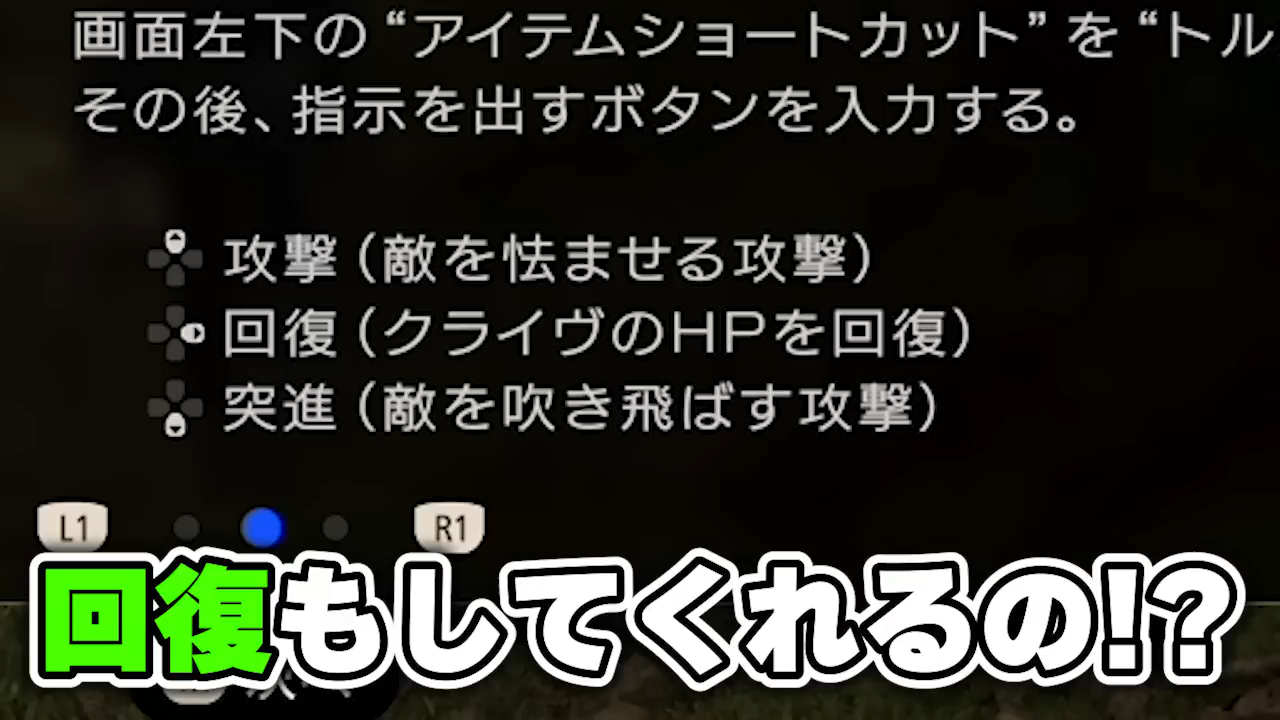 画面左下の“アイテムショートカット”を“トル
その後、指示を出すボタンを入力する。
攻撃（敵を怯ませる攻撃）
回復（クライヴのHPを回復）
突進（敵を吹き飛ばす攻撃）
L1 R1
回復もしてくれるの!?